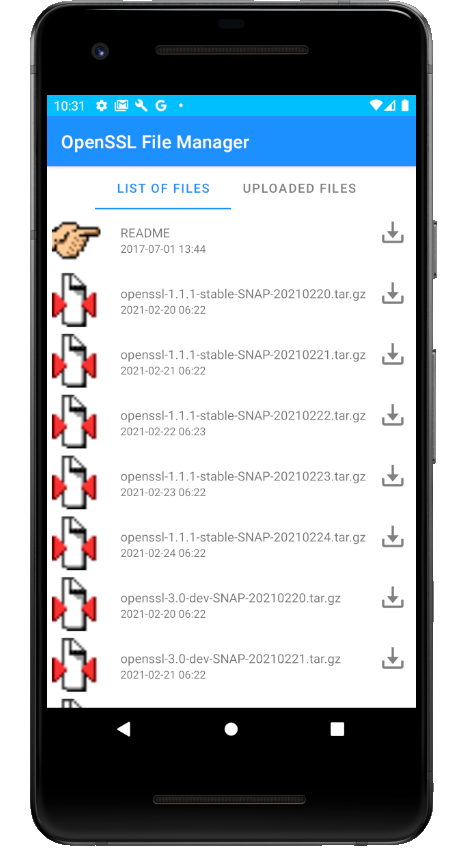 10:31
OpenSSL File Manager
LIST OF FILES
UPLOADED FILES
README
2017-07-01 13:44
openssl-1.1.1-stable-SNAP-20210220.tar.gz
2021-02-20 06:22
openssl-1.1.1-stable-SNAP-20210221.tar.gz
2021-02-21 06:22
openssl-1.1.1-stable-SNAP-20210222.tar.gz
2021-02-22 06:23
openssl-1.1.1-stable-SNAP-20210223.tar.gz
2021-02-23 06:22
openssl-1.1.1-stable-SNAP-20210224.tar.gz
2021-02-24 06:22
openssl-3.0-dev-SNAP-20210220.tar.gz
2021-02-20 06:22
openssl-3.0-dev-SNAP-20210221.tar.gz
2021-02-21 06:22